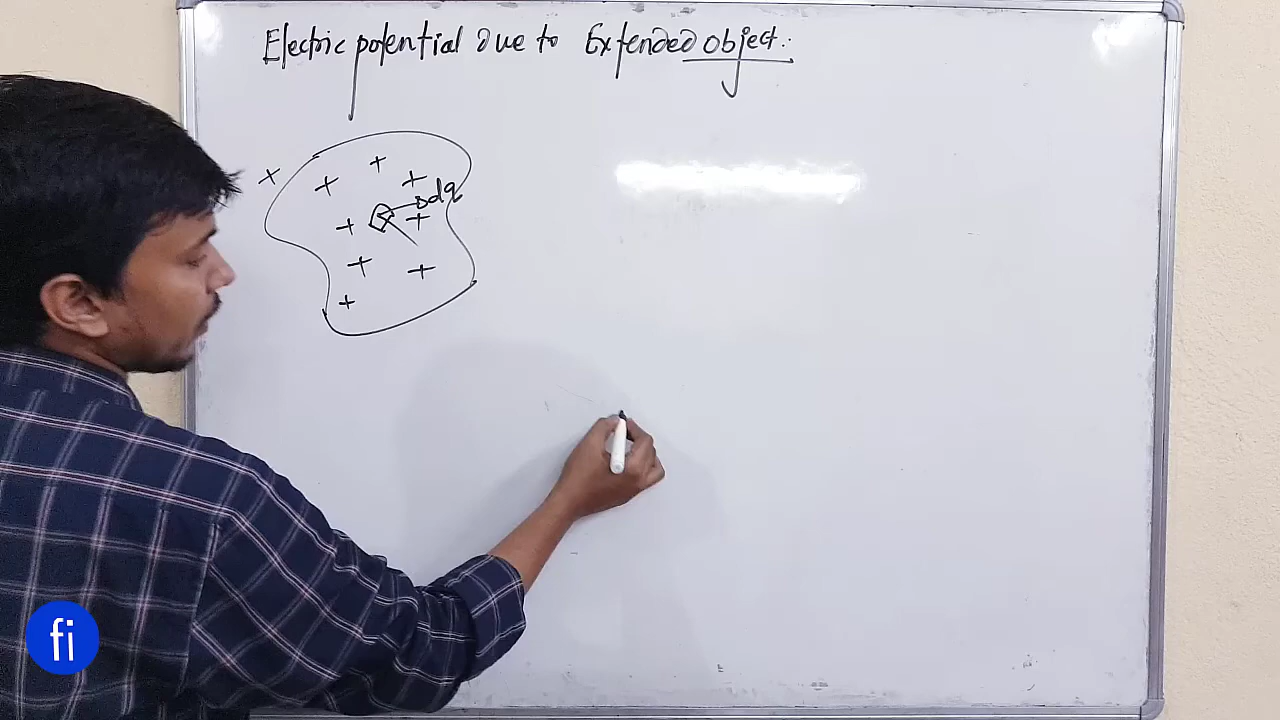 Electric potential due to Extended object:
x + + +
dq
+ +
+ +
+
fi